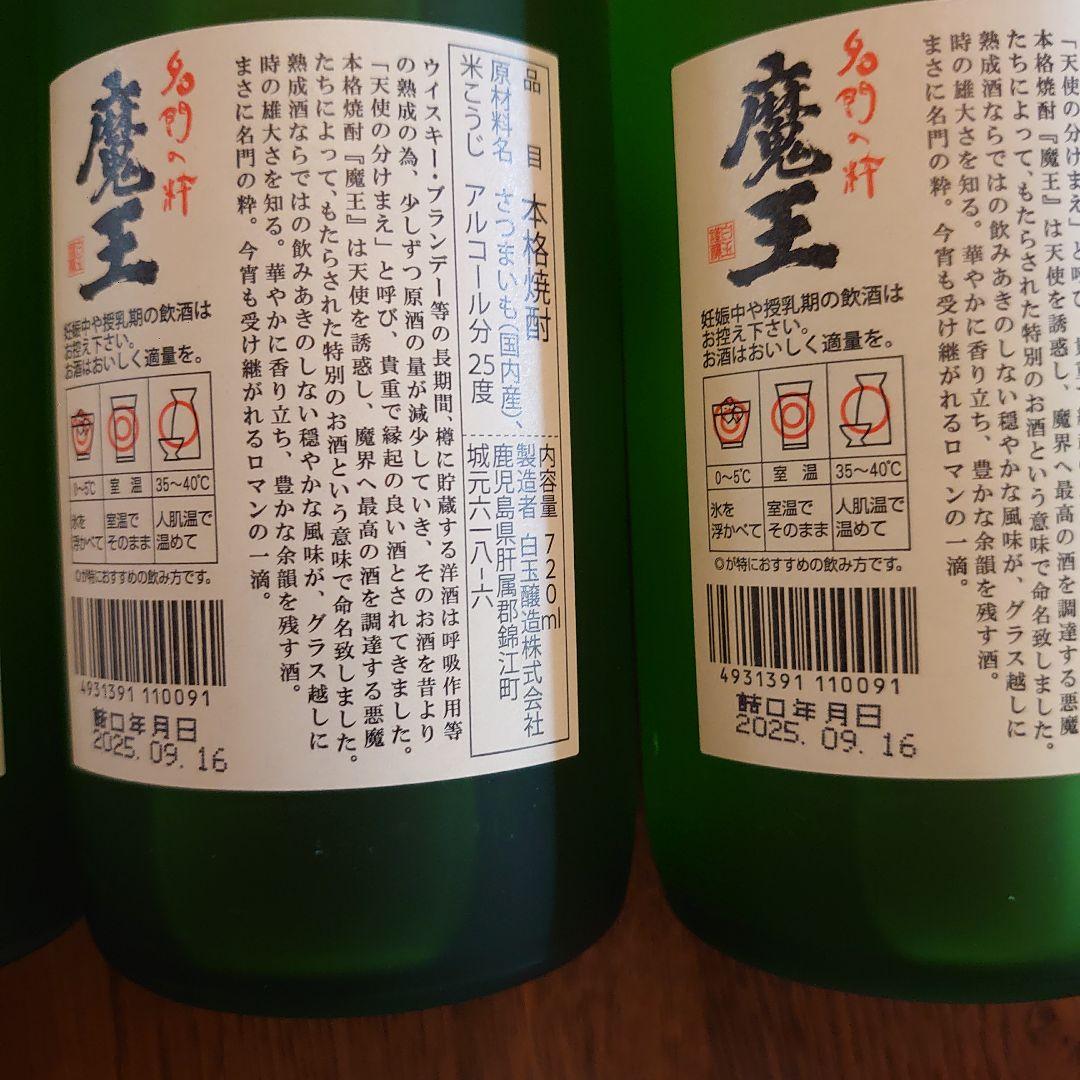 品目 本格焼酎
原材料名 さつまいも(国内産)、
米こうじ アルコール分 25度
内容量 720ml
製造者 白玉醸造株式会社
鹿児島県肝属郡錦江町
城元六一八ー六
ウイスキー・ブランデー等の長期間、樽に貯蔵する洋酒は呼吸作用等
の熟成の為、少しずつ原酒の量が減少していき、そのお酒を昔より
「天使の分けまえ」と呼び、貴重で縁起の良い酒とされてきました。
本格焼酎『魔王』は天使を誘惑し、魔界へ最高の酒を調達する悪魔
たちによって、もたらされた特別のお酒という意味で命名致しました。
熟成酒ならではの飲みあきのしない穏やかな風味が、グラス越しに
時の雄大さを知る。華やかに香り立ち、豊かな余韻を残す酒。
まさに名門の粋。今宵も受け継がれるロマンの一滴。
名門の粋
魔王
妊娠中や授乳期の飲酒は
お控え下さい。
お酒はおいしく適量を。
0〜5℃ 室温 35〜40℃
氷を 室温で 人肌温で
浮かべて そのまま 温めて
◎が特におすすめの飲み方です。
4931391 110091
詰口年月日
2025.09.16
「天使の分けまえ」と呼び、
本格焼酎『魔王』は天使を誘惑し、魔界へ最高の酒を調達する悪魔
たちによって、もたらされた特別のお酒という意味で命名致しました。
熟成酒ならではの飲みあきのしない穏やかな風味が、グラス越しに
時の雄大さを知る。華やかに香り立ち、豊かな余韻を残す酒。
まさに名門の粋。今宵も受け継がれるロマンの一滴。
名門の粋
魔王
白玉醸
妊娠中や授乳期の飲酒は
お控え下さい。
お酒はおいしく適量を。
0〜5℃ 室温 35〜40℃
氷を 室温で 人肌温で
浮かべて そのまま 温めて
◎が特におすすめの飲み方です。
4931391 110091
詰口年月日
2025.09.16